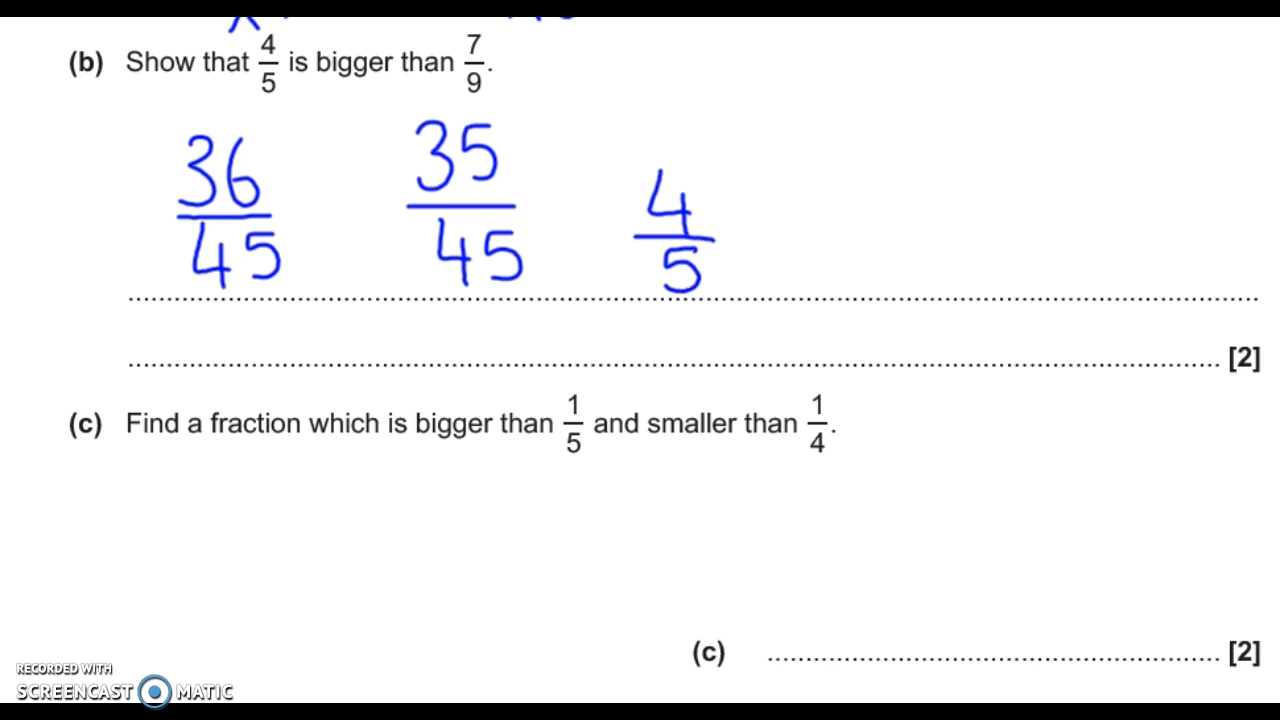 (b) Show that 4/5 is bigger than 7/9.
36/45 35/45 4/5
[2]
(c) Find a fraction which is bigger than 1/5 and smaller than 1/4.
(c) [2]
RECORDED WITH
SCREENCAST MATIC